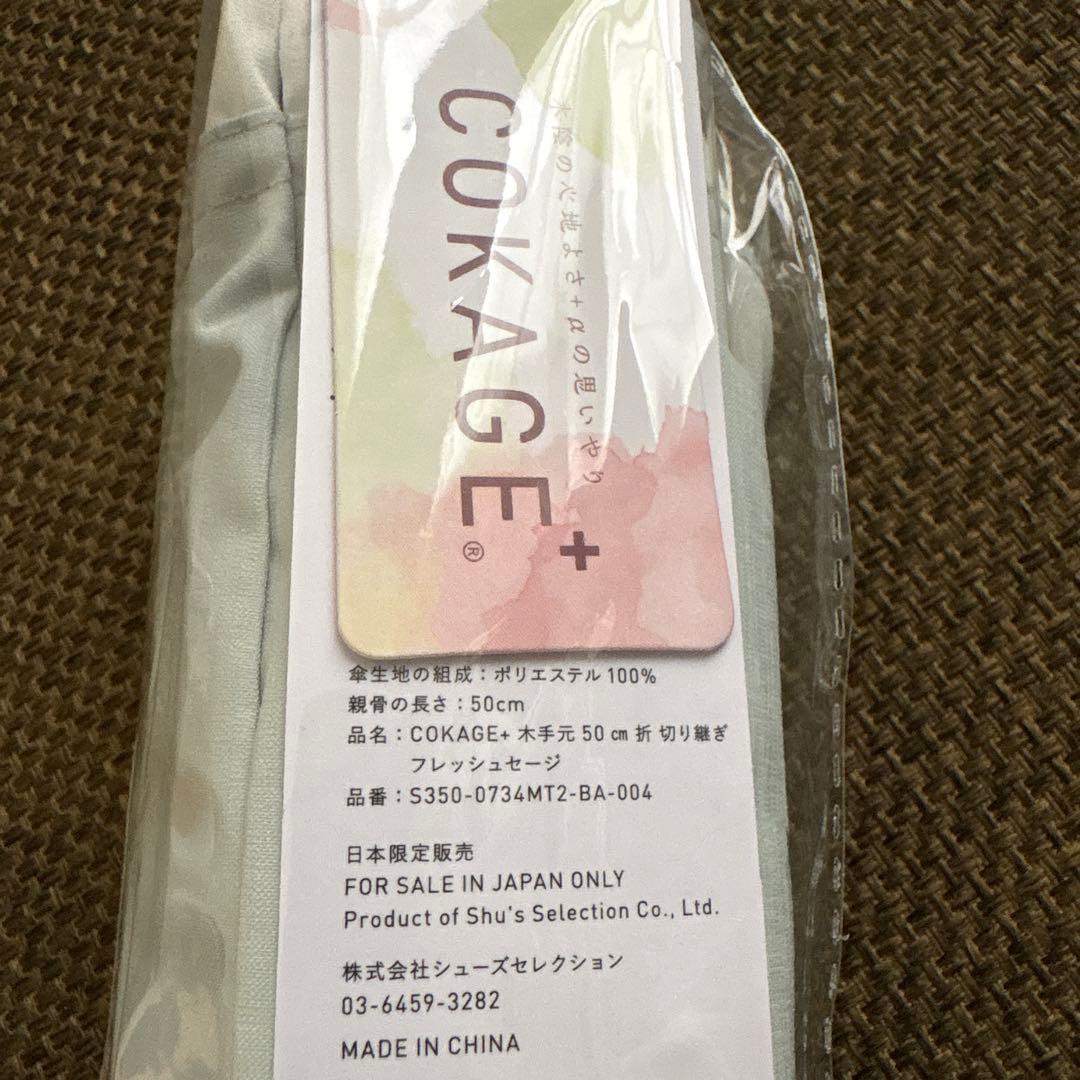 COKAGE+®
木陰の心地よさ+αの思いやり
傘生地の組成：ポリエステル 100%
親骨の長さ：50cm
品名：COKAGE+ 木手元 50 ㎝ 折 切り継ぎ
フレッシュセージ
品番：S350-0734MT2-BA-004
日本限定販売
FOR SALE IN JAPAN ONLY
Product of Shu's Selection Co., Ltd.
株式会社シューズセレクション
03-6459-3282
MADE IN CHINA